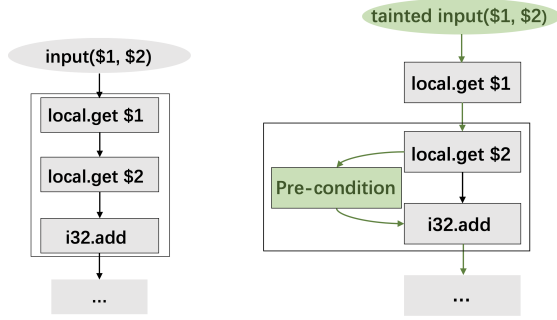 input($1, $2)
local.get $1
local.get $2
i32.add
...
tainted input($1, $2)
local.get $1
local.get $2
Pre-condition
i32.add
...